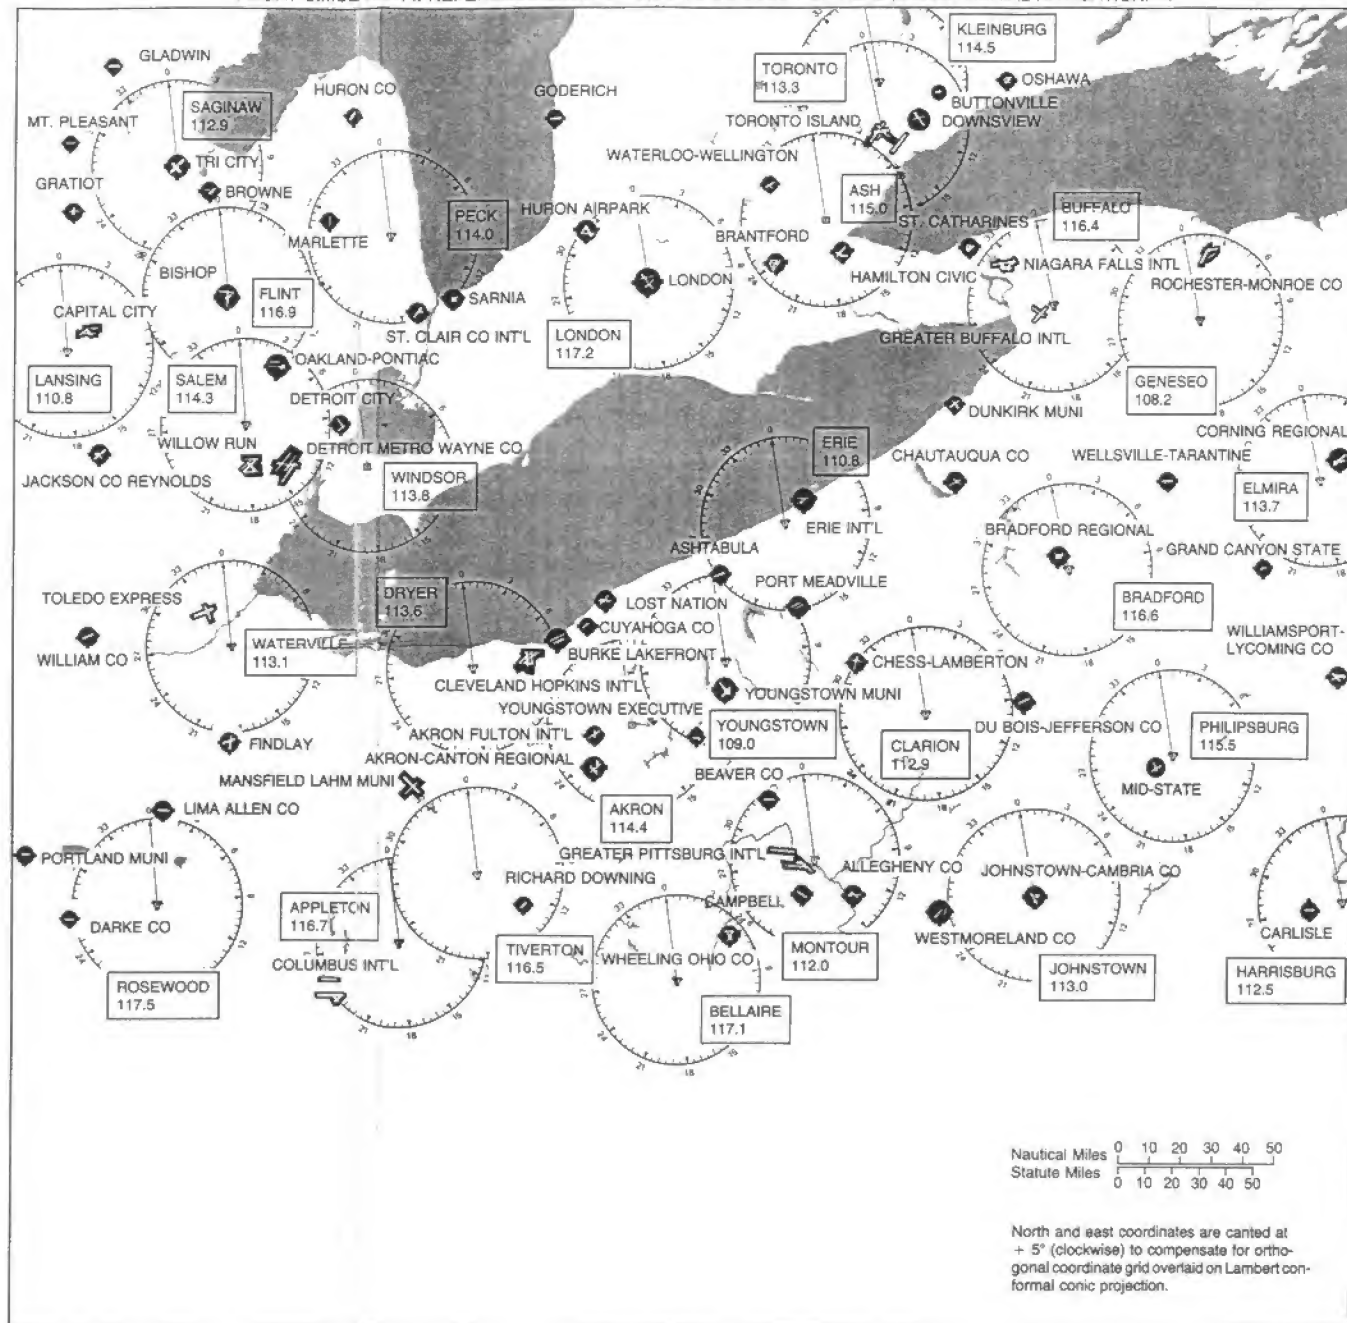 KLEINBURG
114.5
GLADWIN
TORONTO
113.3
OSHAWA
SAGINAW
112.9
HURON CO
GODERICH
BUTTONVILLE
DOWNSVIEW
MT. PLEASANT
TORONTO ISLAND
TRI CITY
WATERLOO-WELLINGTON
GRATIOT
BROWNE
ASH
115.0
PECK
114.0
HURON AIRPARK
BUFFALO
116.4
ST. CATHARINES
MARLETTE
BRANTFORD
NIAGARA FALLS INTL
BISHOP
HAMILTON CIVIC
ROCHESTER-MONROE CO
FLINT
116.9
LONDON
SARNIA
CAPITAL CITY
ST. CLAIR CO INT'L
LONDON
117.2
GREATER BUFFALO INTL
OAKLAND-PONTIAC
LANSING
110.8
SALEM
114.3
GENESEO
108.2
DETROIT CITY
DUNKIRK MUNI
WILLOW RUN
DETROIT METRO WAYNE CO
ERIE
110.8
CORNING REGIONAL
CHAUTAUQUA CO
WELLSVILLE-TARANTINE
JACKSON CO REYNOLDS
WINDSOR
113.8
ELMIRA
113.7
ERIE INT'L
BRADFORD REGIONAL
ASHTABULA
GRAND CANYON STATE
PORT MEADVILLE
DRYER
113.6
BRADFORD
116.6
TOLEDO EXPRESS
LOST NATION
CUYAHOGA CO
WILLIAMSPORT-
LYCOMING CO
WATERVILLE
113.1
WILLIAM CO
BURKE LAKEFRONT
CHESS-LAMBERTON
CLEVELAND HOPKINS INT'L
YOUNGSTOWN MUNI
YOUNGSTOWN EXECUTIVE
DU BOIS-JEFFERSON CO
PHILIPSBURG
115.5
YOUNGSTOWN
109.0
AKRON FULTON INT'L
FINDLAY
CLARION
112.9
AKRON-CANTON REGIONAL
BEAVER CO
MANSFIELD LAHM MUNI
MID-STATE
LIMA ALLEN CO
AKRON
114.4
PORTLAND MUNI
GREATER PITTSBURG INT'L
ALLEGHENY CO
JOHNSTOWN-CAMBRIA CO
RICHARD DOWNING
CAMPBELL
APPLETON
116.7
DARKE CO
WESTMORELAND CO
CARLISLE
TIVERTON
116.5
WHEELING OHIO CO
MONTOUR
112.0
COLUMBUS INT'L
JOHNSTOWN
113.0
HARRISBURG
112.5
ROSEWOOD
117.5
BELLAIRE
117.1
Nautical Miles 0 10 20 30 40 50
Statute Miles 0 10 20 30 40 50
North and east coordinates are canted at
+ 5° (clockwise) to compensate for ortho-
gonal coordinate grid overlaid on Lambert con-
formal conic projection.